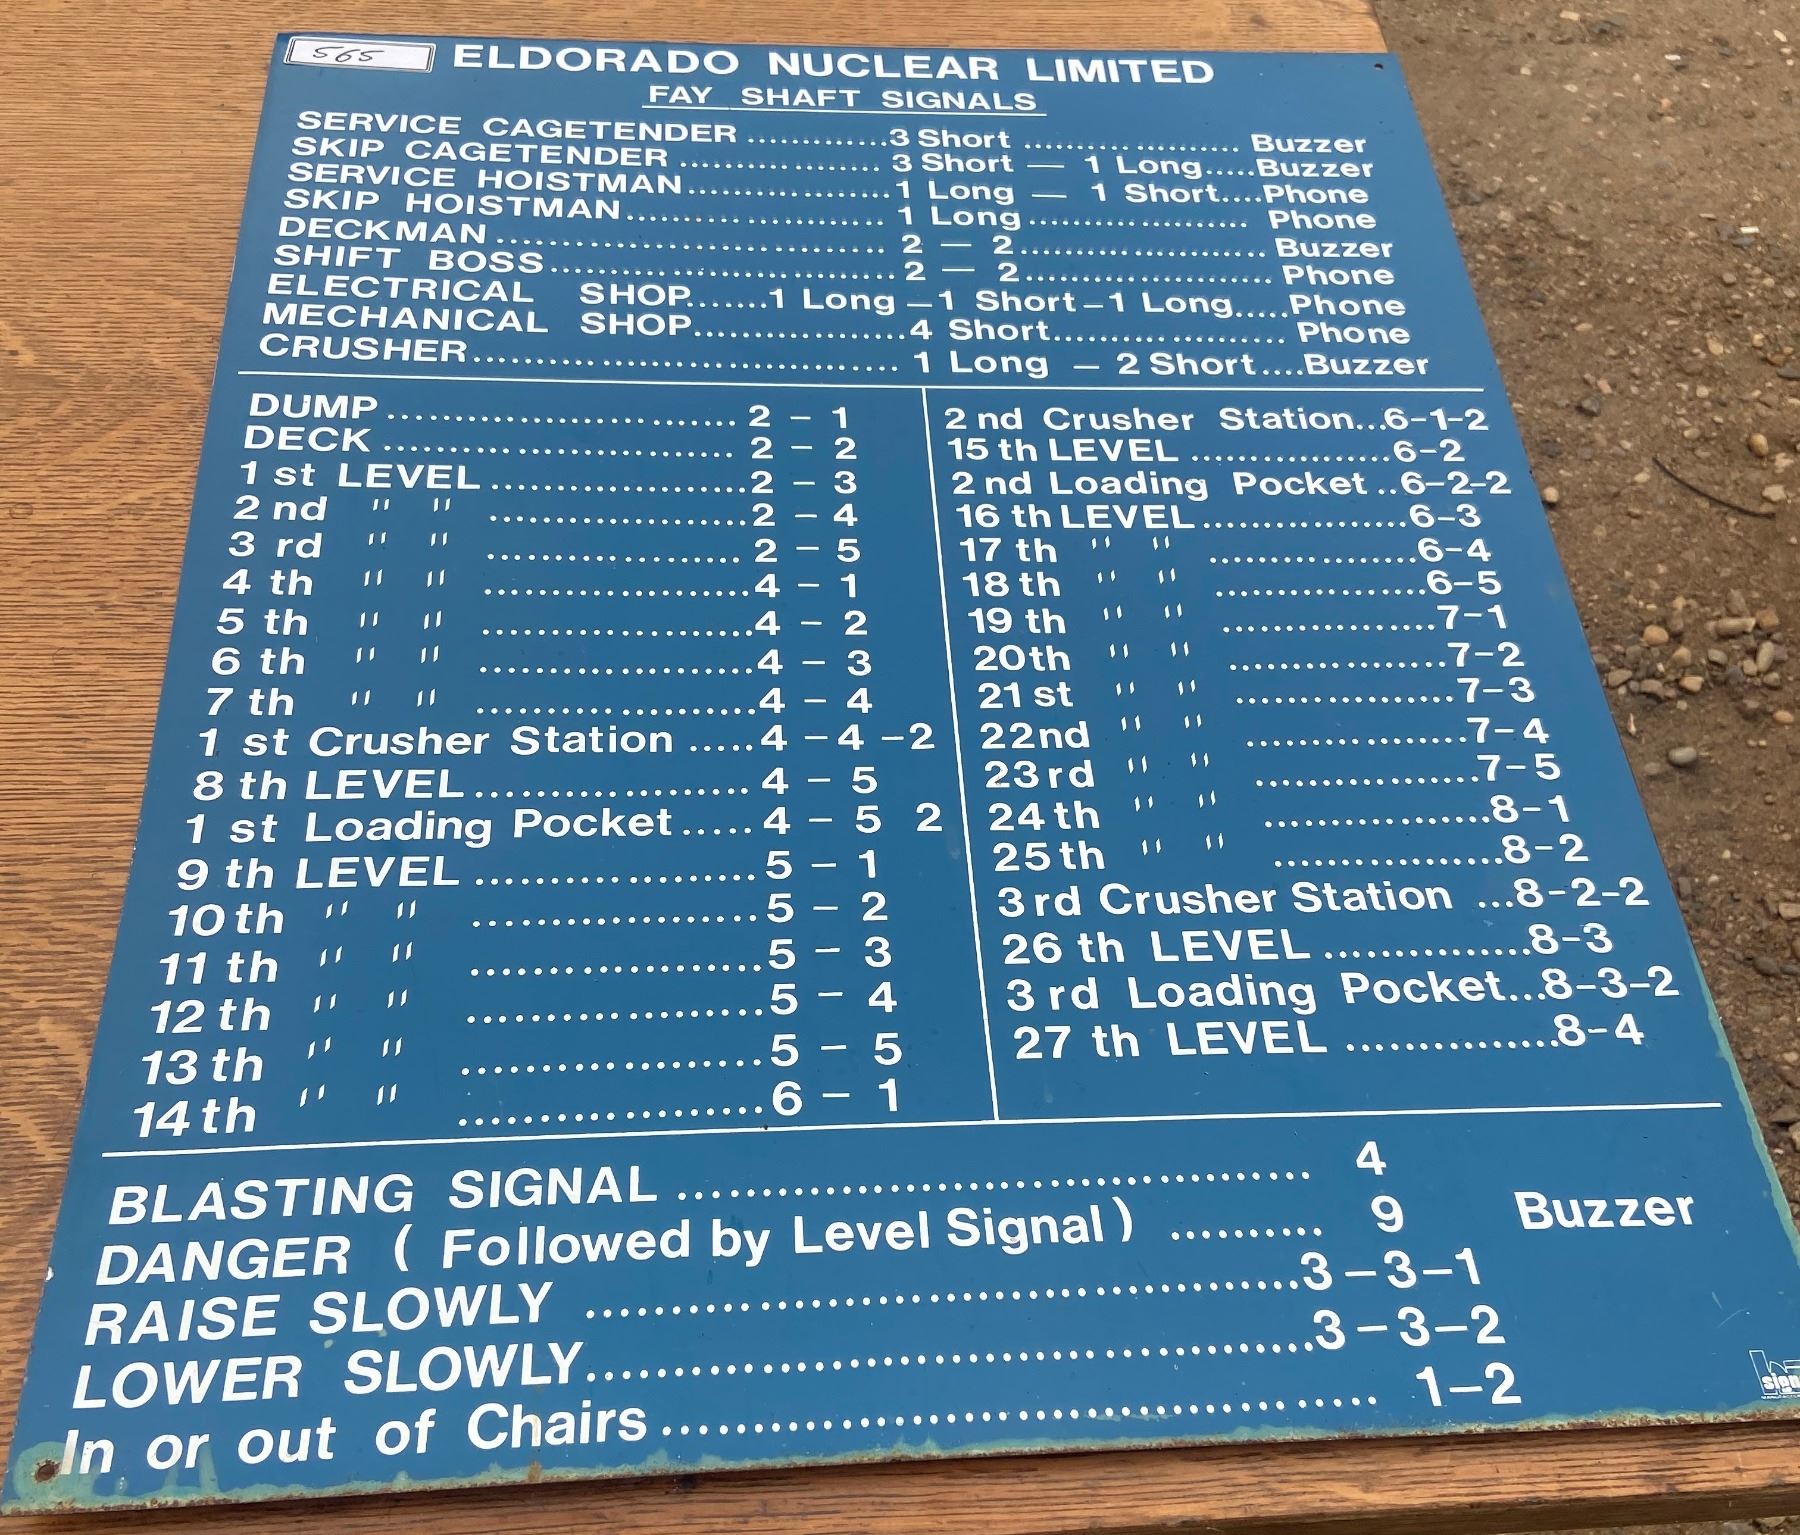 565
ELDORADO NUCLEAR LIMITED
FAY SHAFT SIGNALS
SERVICE CAGETENDER .............3 Short .................... Buzzer
SKIP CAGETENDER ................... 3 Short — 1 Long.....Buzzer
SERVICE HOISTMAN...................1 Long — 1 Short....Phone
SKIP HOISTMAN........................ 1 Long ..................... Phone
DECKMAN ..................................... 2 — 2....................... Buzzer
SHIFT BOSS.................................2 — 2....................... Phone
ELECTRICAL SHOP.......1 Long –1 Short–1 Long.....Phone
MECHANICAL SHOP...................4 Short...................... Phone
CRUSHER..................................... 1 Long – 2 Short....Buzzer
DUMP .......................... 2 – 1
DECK .......................... 2 – 2
1 st LEVEL ...................2 – 3
2 nd " " ...................2 – 4
3 rd " " ................... 2 – 5
4 th " " ....................4 – 1
5 th " " ....................4 – 2
6 th " " ....................4 – 3
7 th " " ....................4 – 4
1 st Crusher Station .....4 – 4 –2
8 th LEVEL................... 4 – 5
1 st Loading Pocket ..... 4 – 5 2
9 th LEVEL ...................5 – 1
10 th " " ...................5 – 2
11 th " " ...................5 – 3
12 th " " ...................5 – 4
13 th " " ...................5 – 5
14 th " " ...................6 – 1
2 nd Crusher Station...6-1-2
15 th LEVEL .................6-2
2 nd Loading Pocket ..6-2-2
16 th LEVEL.................6-3
17 th " " .................6-4
18 th " " .................6-5
19 th " " .................7-1
20th " " .................7-2
21 st " " .................7-3
22nd " " .................7-4
23rd " " .................7-5
24 th " " .................8-1
25 th " " .................8-2
3 rd Crusher Station ...8-2-2
26 th LEVEL ..............8-3
3 rd Loading Pocket...8-3-2
27 th LEVEL ..............8-4
BLASTING SIGNAL ..................................... 4
DANGER ( Followed by Level Signal ) .......... 9 Buzzer
RAISE SLOWLY .........................................3 – 3 – 1
LOWER SLOWLY.........................................3 – 3 – 2
In or out of Chairs ........................................ 1–2